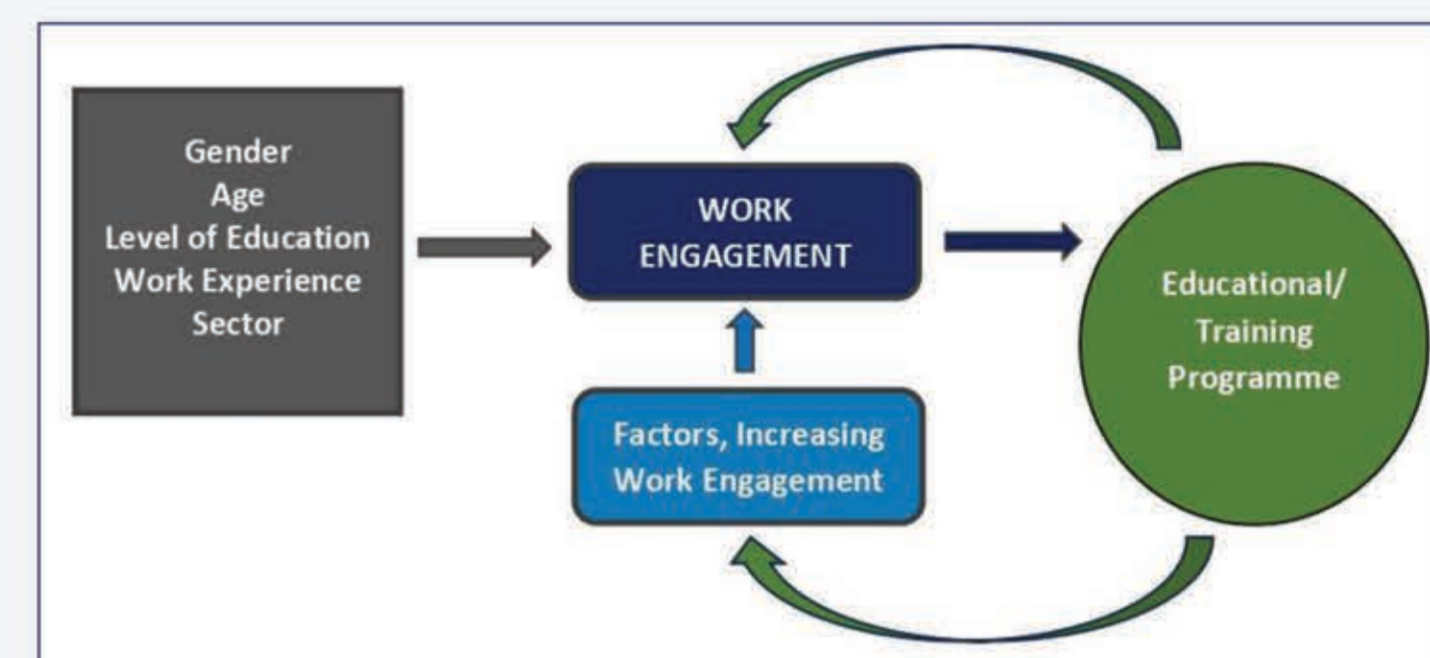 Gender
Age
Level of Education
Work Experience
Sector
WORK
ENGAGEMENT
Factors, Increasing
Work Engagement
Educational/
Training
Programme